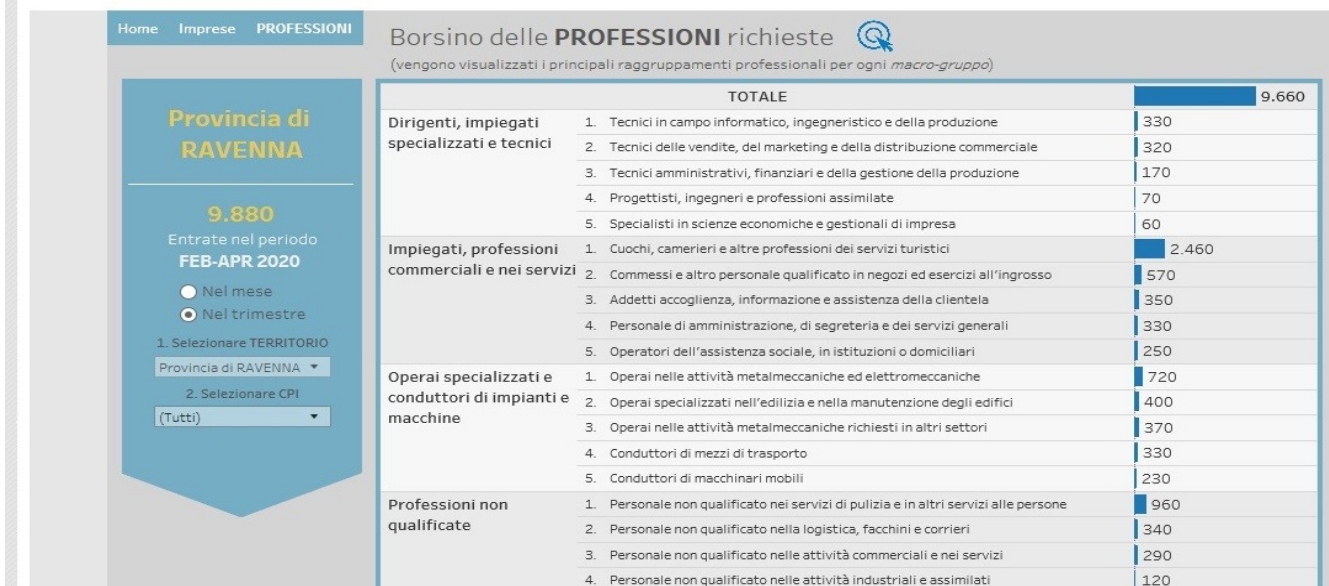 Home Imprese PROFESSIONI
Borsino delle PROFESSIONI richieste
(vengono visualizzati i principali raggruppamenti professionali per ogni macro-gruppo)
Provincia di
RAVENNA
9.880
Entrate nel periodo
FEB-APR 2020
Nel mese
Nel trimestre
1. Selezionare TERRITORIO
Provincia di RAVENNA
2. Selezionare CPI
(Tutti)
TOTALE 9.660
Dirigenti, impiegati
specializzati e tecnici
1. Tecnici in campo informatico, ingegneristico e della produzione 330
2. Tecnici delle vendite, del marketing e della distribuzione commerciale 320
3. Tecnici amministrativi, finanziari e della gestione della produzione 170
4. Progettisti, ingegneri e professioni assimilate 70
5. Specialisti in scienze economiche e gestionali di impresa 60
Impiegati, professioni
commerciali e nei servizi
1. Cuochi, camerieri e altre professioni dei servizi turistici 2.460
2. Commessi e altro personale qualificato in negozi ed esercizi all'ingrosso 570
3. Addetti accoglienza, informazione e assistenza della clientela 350
4. Personale di amministrazione, di segreteria e dei servizi generali 330
5. Operatori dell'assistenza sociale, in istituzioni o domiciliari 250
Operai specializzati e
conduttori di impianti e
macchine
1. Operai nelle attività metalmeccaniche ed elettromeccaniche 720
2. Operai specializzati nell'edilizia e nella manutenzione degli edifici 400
3. Operai nelle attività metalmeccaniche richiesti in altri settori 370
4. Conduttori di mezzi di trasporto 330
5. Conduttori di macchinari mobili 230
Professioni non
qualificate
1. Personale non qualificato nei servizi di pulizia e in altri servizi alle persone 960
2. Personale non qualificato nella logistica, facchini e corrieri 340
3. Personale non qualificato nelle attività commerciali e nei servizi 290
4. Personale non qualificato nelle attività industriali e assimilati 120